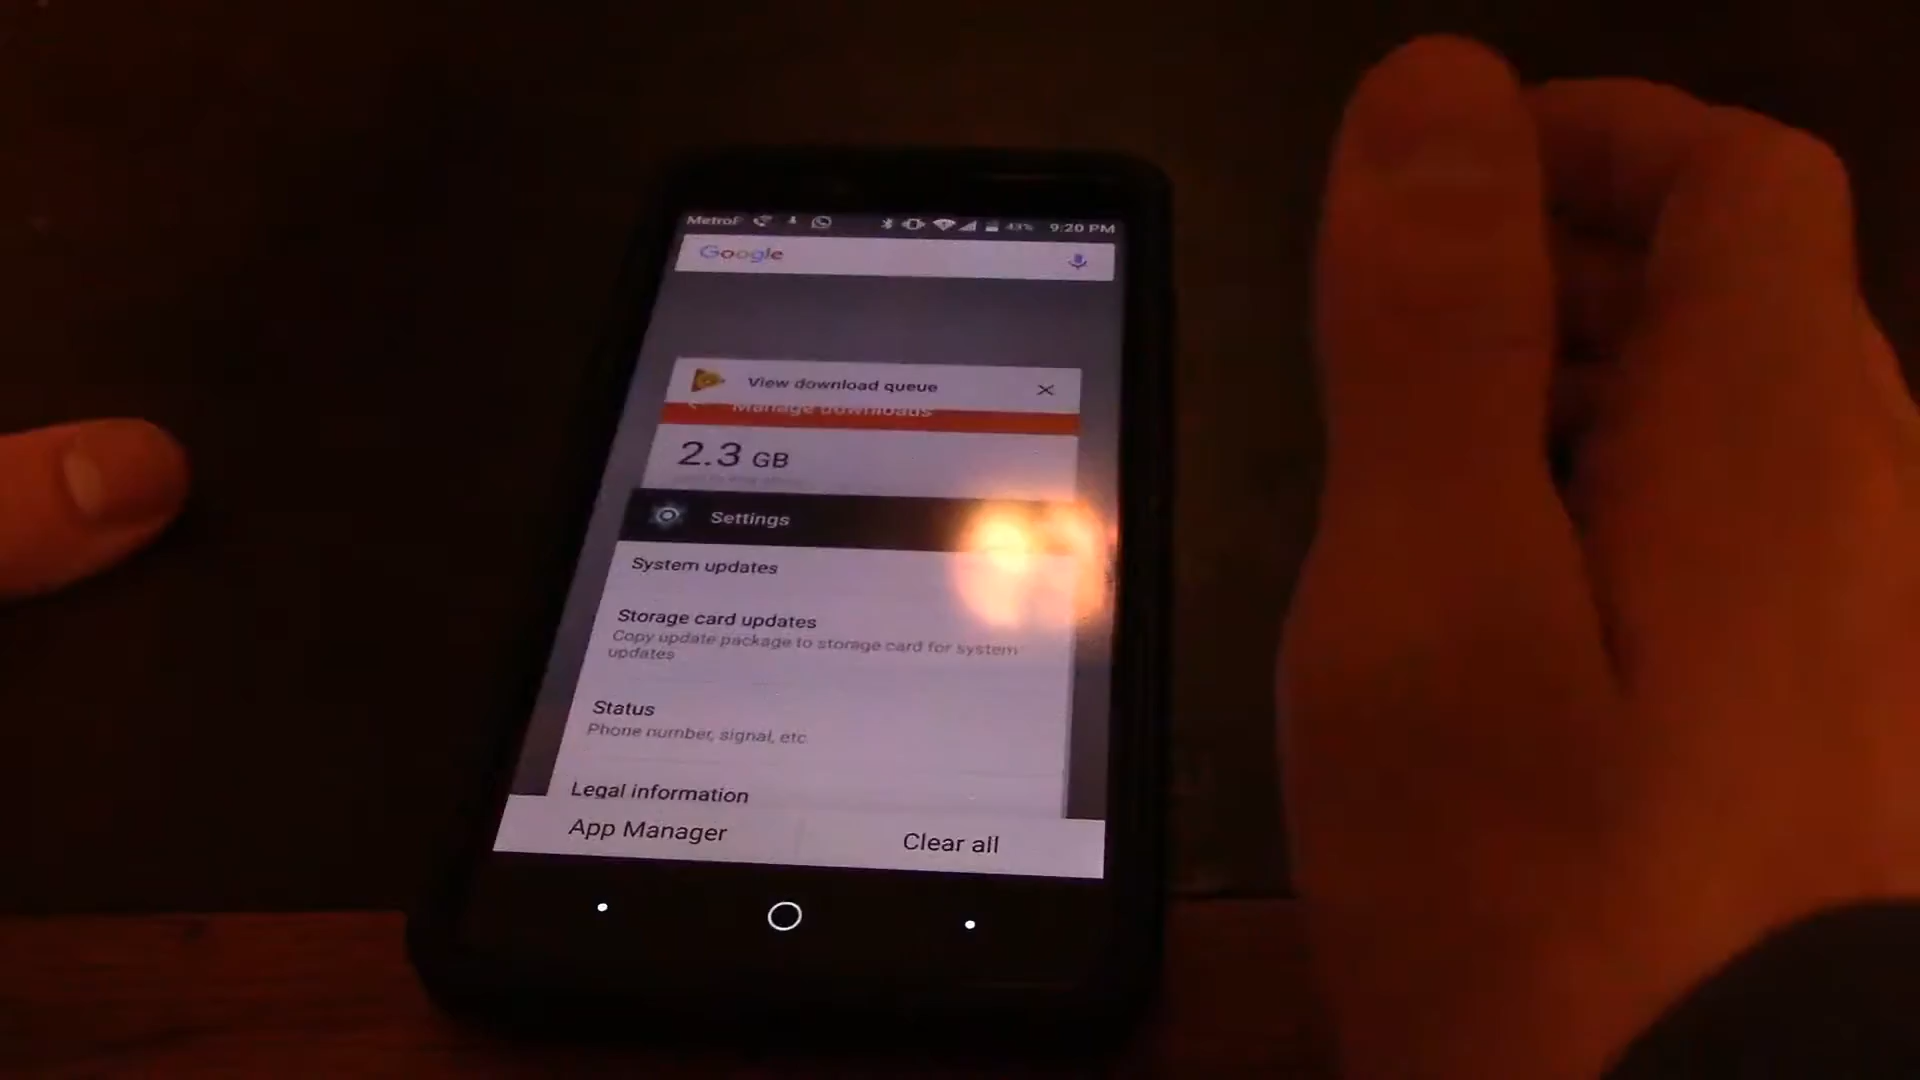 MetroP 43% 9:20 PM
Google
View download queue
Manage downloads
2.3 GB
Settings
System updates
Storage card updates
Copy update package to storage card for system
updates
Status
Phone number, signal, etc.
Legal information
App Manager Clear all